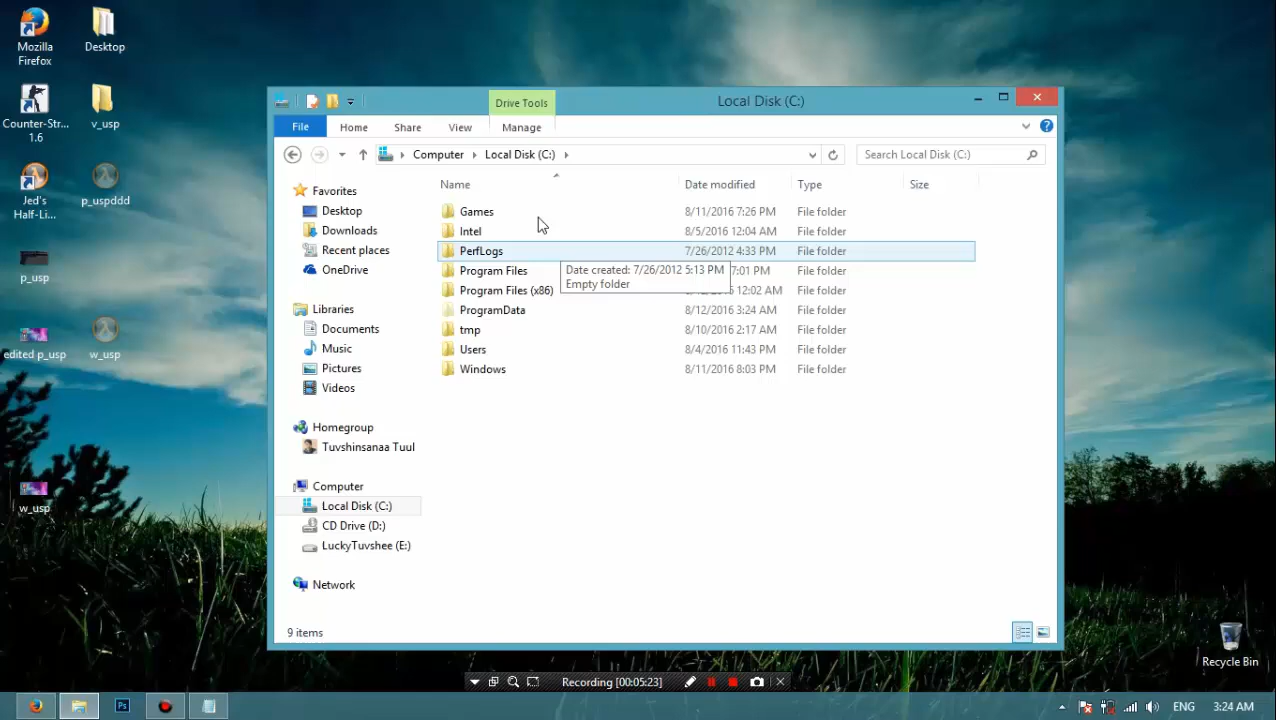 Mozilla
Firefox
Desktop
Counter-Str...
1.6
v_usp
Jed's
Half-Li...
p_uspddd
p_usp
edited p_usp
w_usp
w_usp
Drive Tools
Local Disk (C:)
File
Home
Share
View
Manage
Computer
Local Disk (C:)
Search Local Disk (C:)
Name
Date modified
Type
Size
Favorites
Desktop
Downloads
Recent places
OneDrive
Libraries
Documents
Music
Pictures
Videos
Homegroup
Tuvshinsanaa Tuul
Computer
Local Disk (C:)
CD Drive (D:)
LuckyTuvshee (E:)
Network
Games 8/11/2016 7:26 PM File folder
Intel 8/5/2016 12:04 AM File folder
PerfLogs 7/26/2012 4:33 PM File folder
Program Files 7:01 PM File folder
Program Files (x86) 12:02 AM File folder
ProgramData 8/12/2016 3:24 AM File folder
tmp 8/10/2016 2:17 AM File folder
Users 8/4/2016 11:43 PM File folder
Windows 8/11/2016 8:03 PM File folder
Date created: 7/26/2012 5:13 PM
Empty folder
9 items
Recycle Bin
Recording [00:05:23]
Ps
ENG
3:24 AM